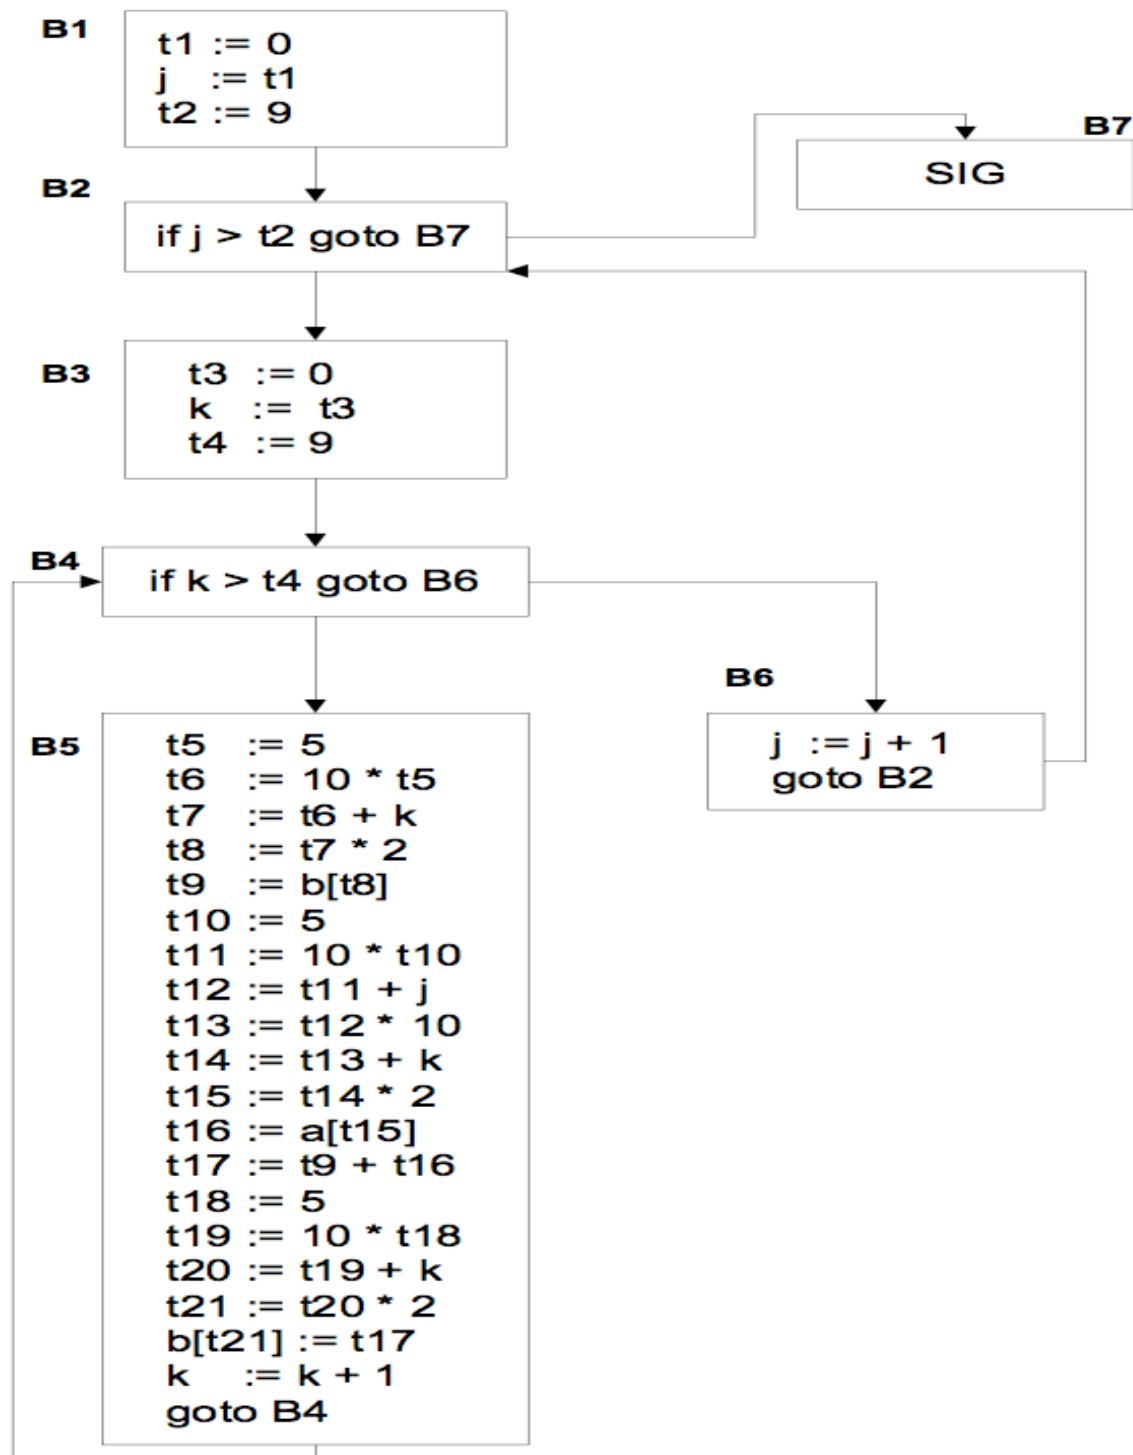 B1
t1 := 0
j := t1
t2 := 9
B7
SIG
B2
if j > t2 goto B7
B3
t3 := 0
k := t3
t4 := 9
B4
if k > t4 goto B6
B6
j := j + 1
goto B2
B5
t5 := 5
t6 := 10 * t5
t7 := t6 + k
t8 := t7 * 2
t9 := b[t8]
t10 := 5
t11 := 10 * t10
t12 := t11 + j
t13 := t12 * 10
t14 := t13 + k
t15 := t14 * 2
t16 := a[t15]
t17 := t9 + t16
t18 := 5
t19 := 10 * t18
t20 := t19 + k
t21 := t20 * 2
b[t21] := t17
k := k + 1
goto B4